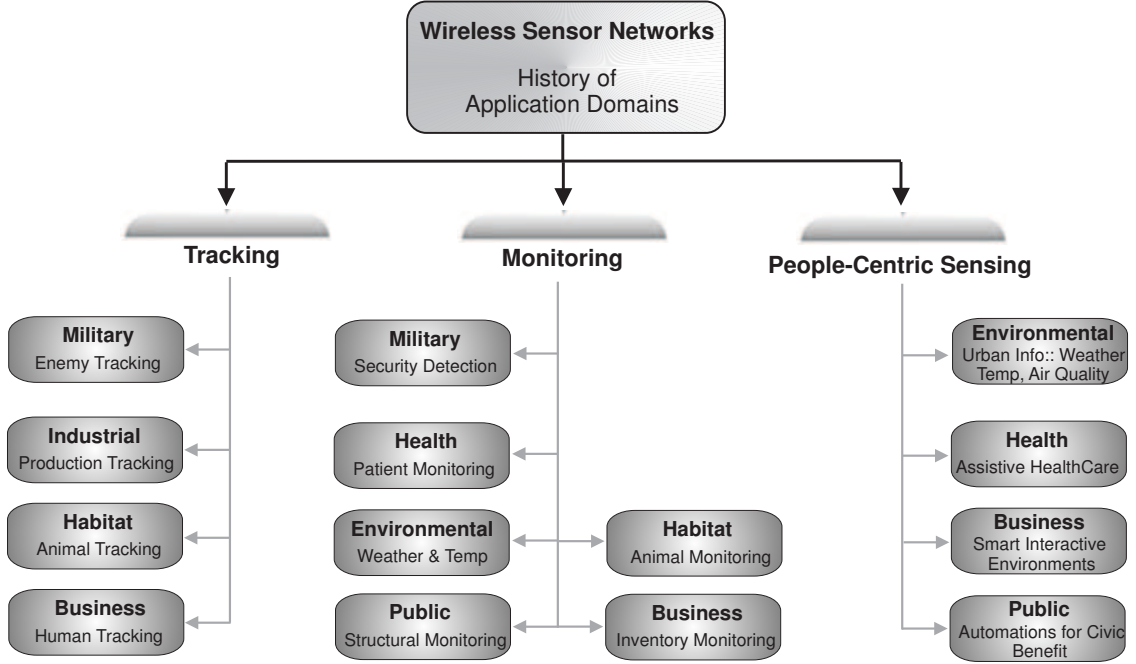 Wireless Sensor Networks
History of
Application Domains
Tracking
Monitoring
People-Centric Sensing
Military
Enemy Tracking
Industrial
Production Tracking
Habitat
Animal Tracking
Business
Human Tracking
Military
Security Detection
Health
Patient Monitoring
Environmental
Weather & Temp
Public
Structural Monitoring
Habitat
Animal Monitoring
Business
Inventory Monitoring
Environmental
Urban Info:: Weather
Temp, Air Quality
Health
Assistive HealthCare
Business
Smart Interactive
Environments
Public
Automations for Civic
Benefit